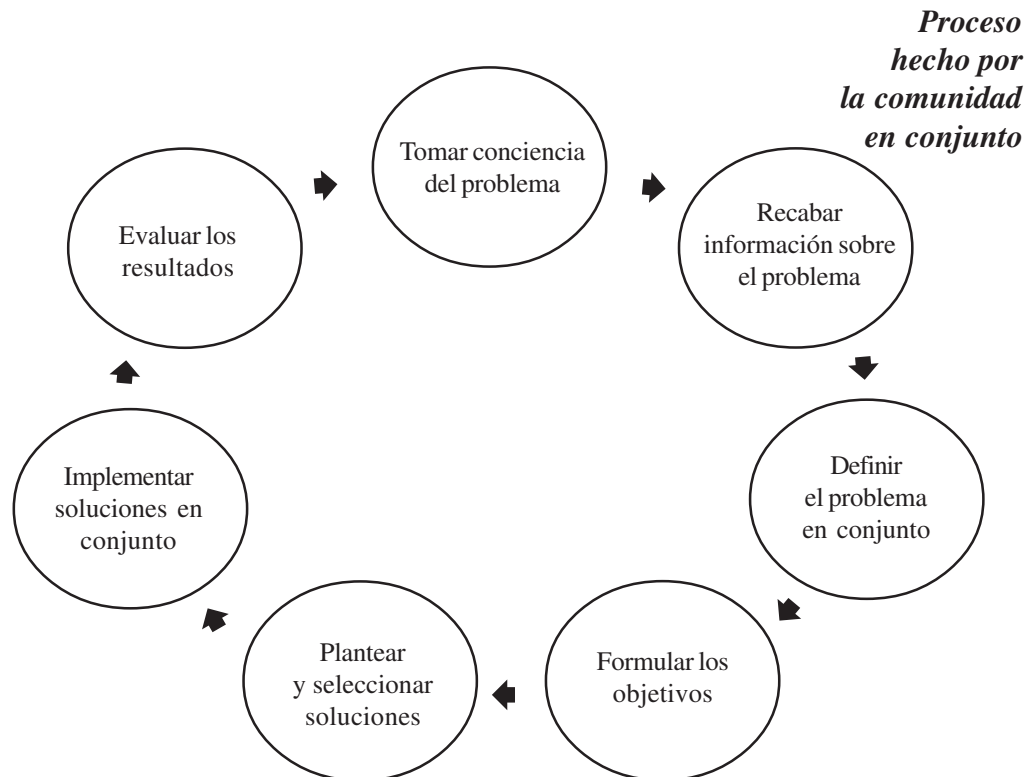 Proceso
hecho por
la comunidad
en conjunto
Tomar conciencia
del problema
Recabar
información sobre
el problema
Definir
el problema
en conjunto
Formular los
objetivos
Plantear
y seleccionar
soluciones
Implementar
soluciones en
conjunto
Evaluar los
resultados